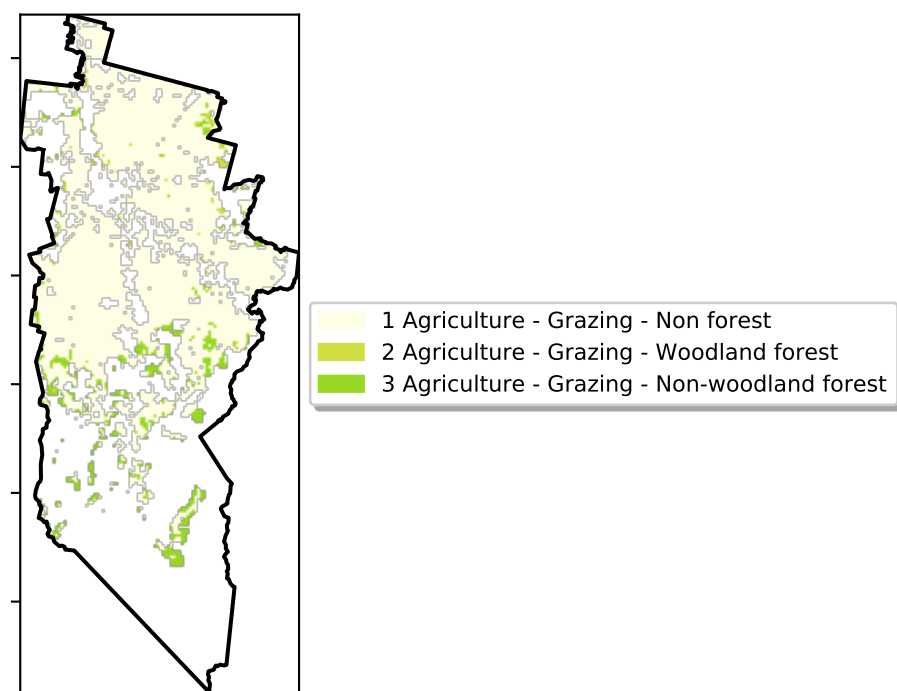 1 Agriculture - Grazing - Non forest
2 Agriculture - Grazing - Woodland forest
3 Agriculture - Grazing - Non-woodland forest